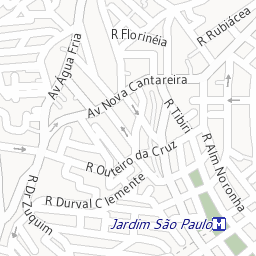 R Florinéia
R Rubiácea
Av Água Fria
Av Nova Cantareira
R Tibiri
R Alm Noronha
R Outeiro da Cruz
R Durval Clemente
R Dr Zuquim
Jardim São Paulo M